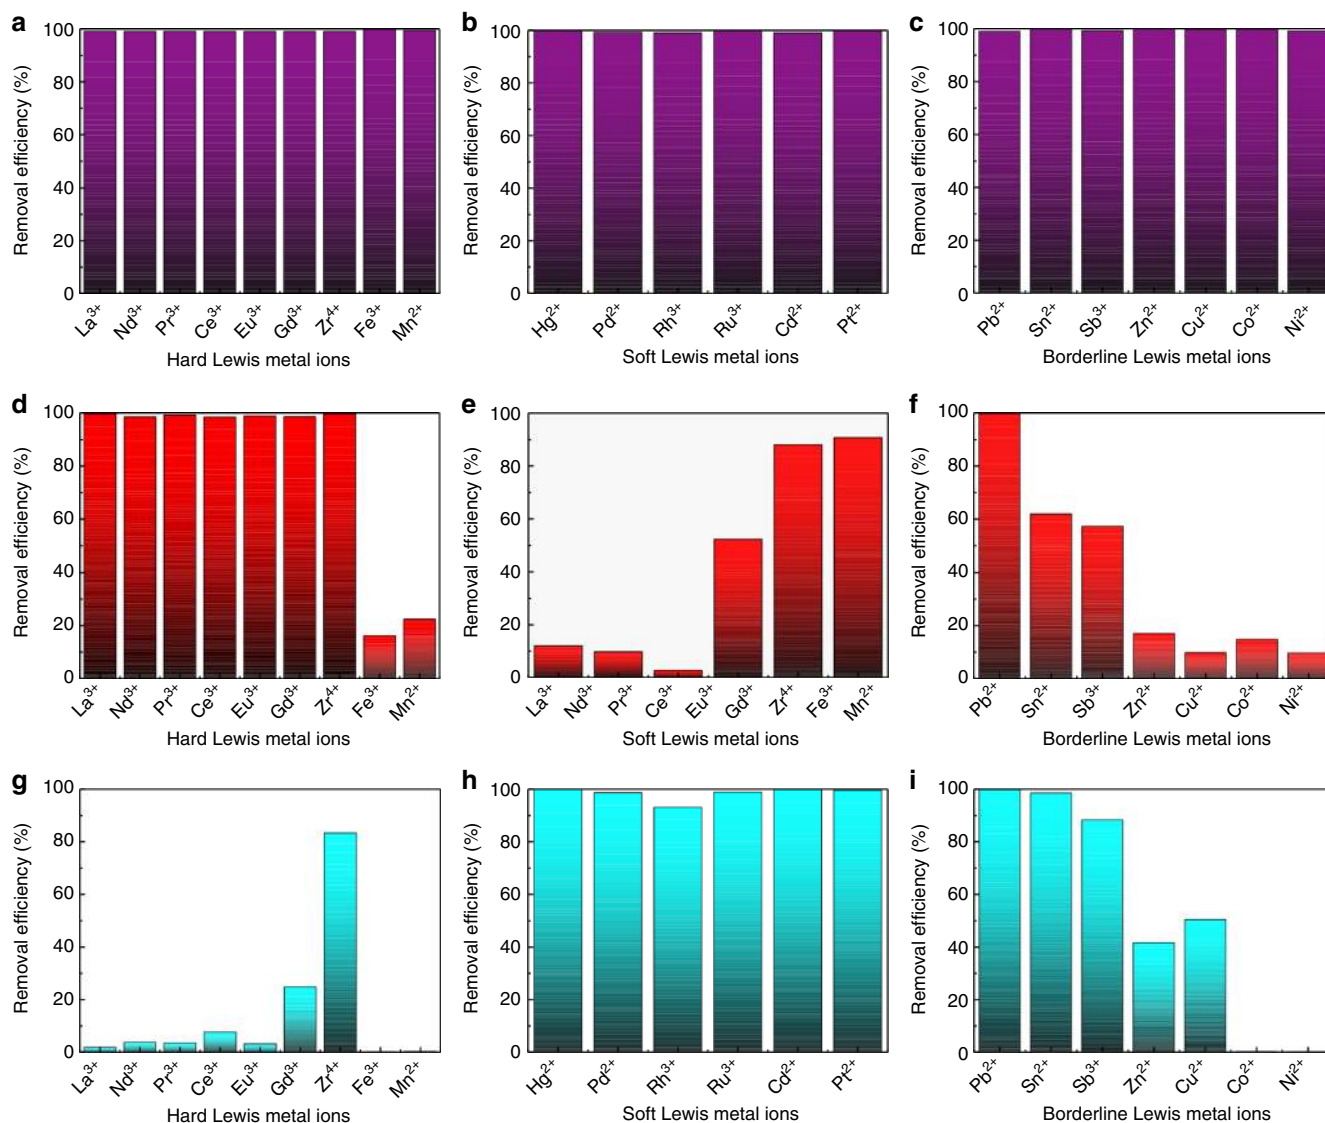 a
100
80
60
40
20
0
Removal efficiency (%)
La³⁺ Nd³⁺ Pr³⁺ Ce³⁺ Eu³⁺ Gd³⁺ Zr⁴⁺ Fe³⁺ Mn²⁺
Hard Lewis metal ions
b
100
80
60
40
20
0
Removal efficiency (%)
Hg²⁺ Pd²⁺ Rh³⁺ Ru³⁺ Cd²⁺ Pt²⁺
Soft Lewis metal ions
c
100
80
60
40
20
0
Removal efficiency (%)
Pb²⁺ Sn²⁺ Sb³⁺ Zn²⁺ Cu²⁺ Co²⁺ Ni²⁺
Borderline Lewis metal ions
d
100
80
60
40
20
0
Removal efficiency (%)
La³⁺ Nd³⁺ Pr³⁺ Ce³⁺ Eu³⁺ Gd³⁺ Zr⁴⁺ Fe³⁺ Mn²⁺
Hard Lewis metal ions
e
100
80
60
40
20
0
Removal efficiency (%)
La³⁺ Nd³⁺ Pr³⁺ Ce³⁺ Eu³⁺ Gd³⁺ Zr⁴⁺ Fe³⁺ Mn²⁺
Soft Lewis metal ions
f
100
80
60
40
20
0
Removal efficiency (%)
Pb²⁺ Sn²⁺ Sb³⁺ Zn²⁺ Cu²⁺ Co²⁺ Ni²⁺
Borderline Lewis metal ions
g
100
80
60
40
20
0
Removal efficiency (%)
La³⁺ Nd³⁺ Pr³⁺ Ce³⁺ Eu³⁺ Gd³⁺ Zr⁴⁺ Fe³⁺ Mn²⁺
Hard Lewis metal ions
h
100
80
60
40
20
0
Removal efficiency (%)
Hg²⁺ Pd²⁺ Rh³⁺ Ru³⁺ Cd²⁺ Pt²⁺
Soft Lewis metal ions
i
100
80
60
40
20
0
Removal efficiency (%)
Pb²⁺ Sn²⁺ Sb³⁺ Zn²⁺ Cu²⁺ Co²⁺ Ni²⁺
Borderline Lewis metal ions